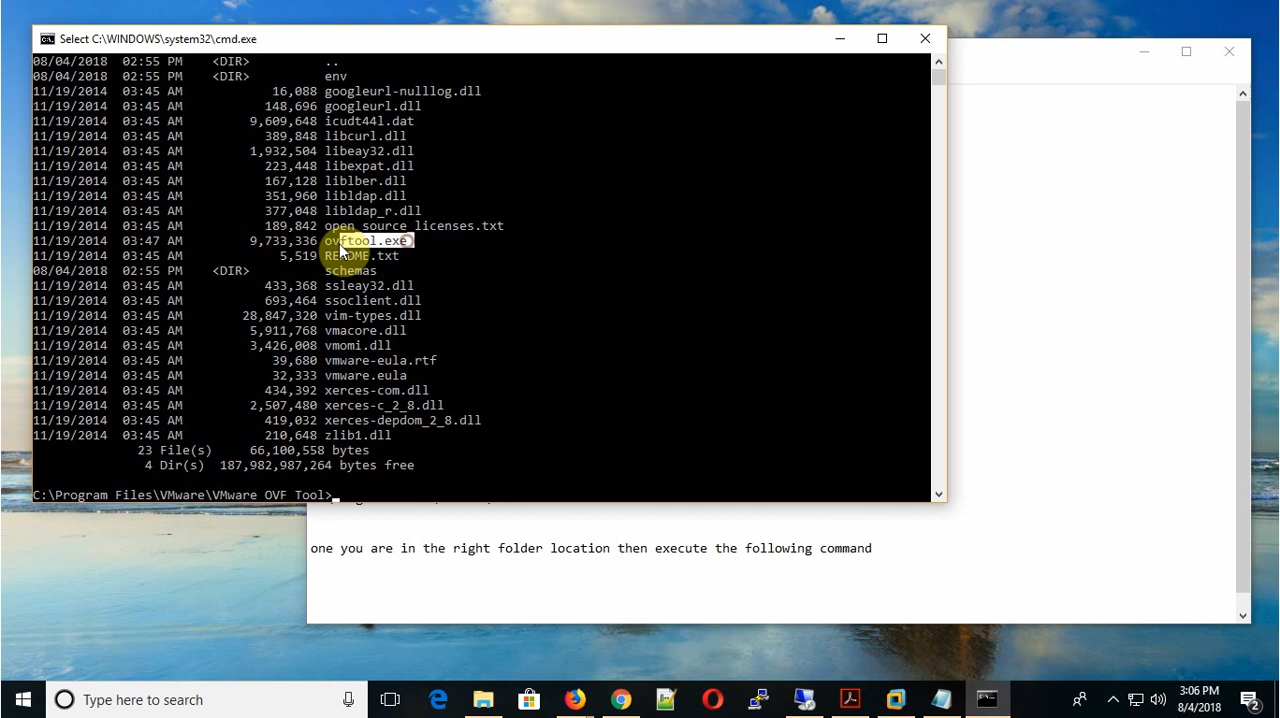 Select C:\WINDOWS\system32\cmd.exe
08/04/2018 02:55 PM <DIR> ..
08/04/2018 02:55 PM <DIR> env
11/19/2014 03:45 AM 16,088 googleurl-nulllog.dll
11/19/2014 03:45 AM 148,696 googleurl.dll
11/19/2014 03:45 AM 9,609,648 icudt44l.dat
11/19/2014 03:45 AM 389,848 libcurl.dll
11/19/2014 03:45 AM 1,932,504 libeay32.dll
11/19/2014 03:45 AM 223,448 libexpat.dll
11/19/2014 03:45 AM 167,128 liblber.dll
11/19/2014 03:45 AM 351,960 libldap.dll
11/19/2014 03:45 AM 377,048 libldap_r.dll
11/19/2014 03:45 AM 189,842 open_source_licenses.txt
11/19/2014 03:47 AM 9,733,336 ovftool.exe
11/19/2014 03:45 AM 5,519 README.txt
08/04/2018 02:55 PM <DIR> schemas
11/19/2014 03:45 AM 433,368 ssleay32.dll
11/19/2014 03:45 AM 693,464 ssoclient.dll
11/19/2014 03:45 AM 28,847,320 vim-types.dll
11/19/2014 03:45 AM 5,911,768 vmacore.dll
11/19/2014 03:45 AM 3,426,008 vmomi.dll
11/19/2014 03:45 AM 39,680 vmware-eula.rtf
11/19/2014 03:45 AM 32,333 vmware.eula
11/19/2014 03:45 AM 434,392 xerces-com.dll
11/19/2014 03:45 AM 2,507,480 xerces-c_2_8.dll
11/19/2014 03:45 AM 419,032 xerces-depdom_2_8.dll
11/19/2014 03:45 AM 210,648 zlib1.dll
23 File(s) 66,100,558 bytes
4 Dir(s) 187,982,987,264 bytes free
C:\Program Files\VMware\VMware OVF Tool>
one you are in the right folder location then execute the following command
Type here to search
3:06 PM
8/4/2018
2